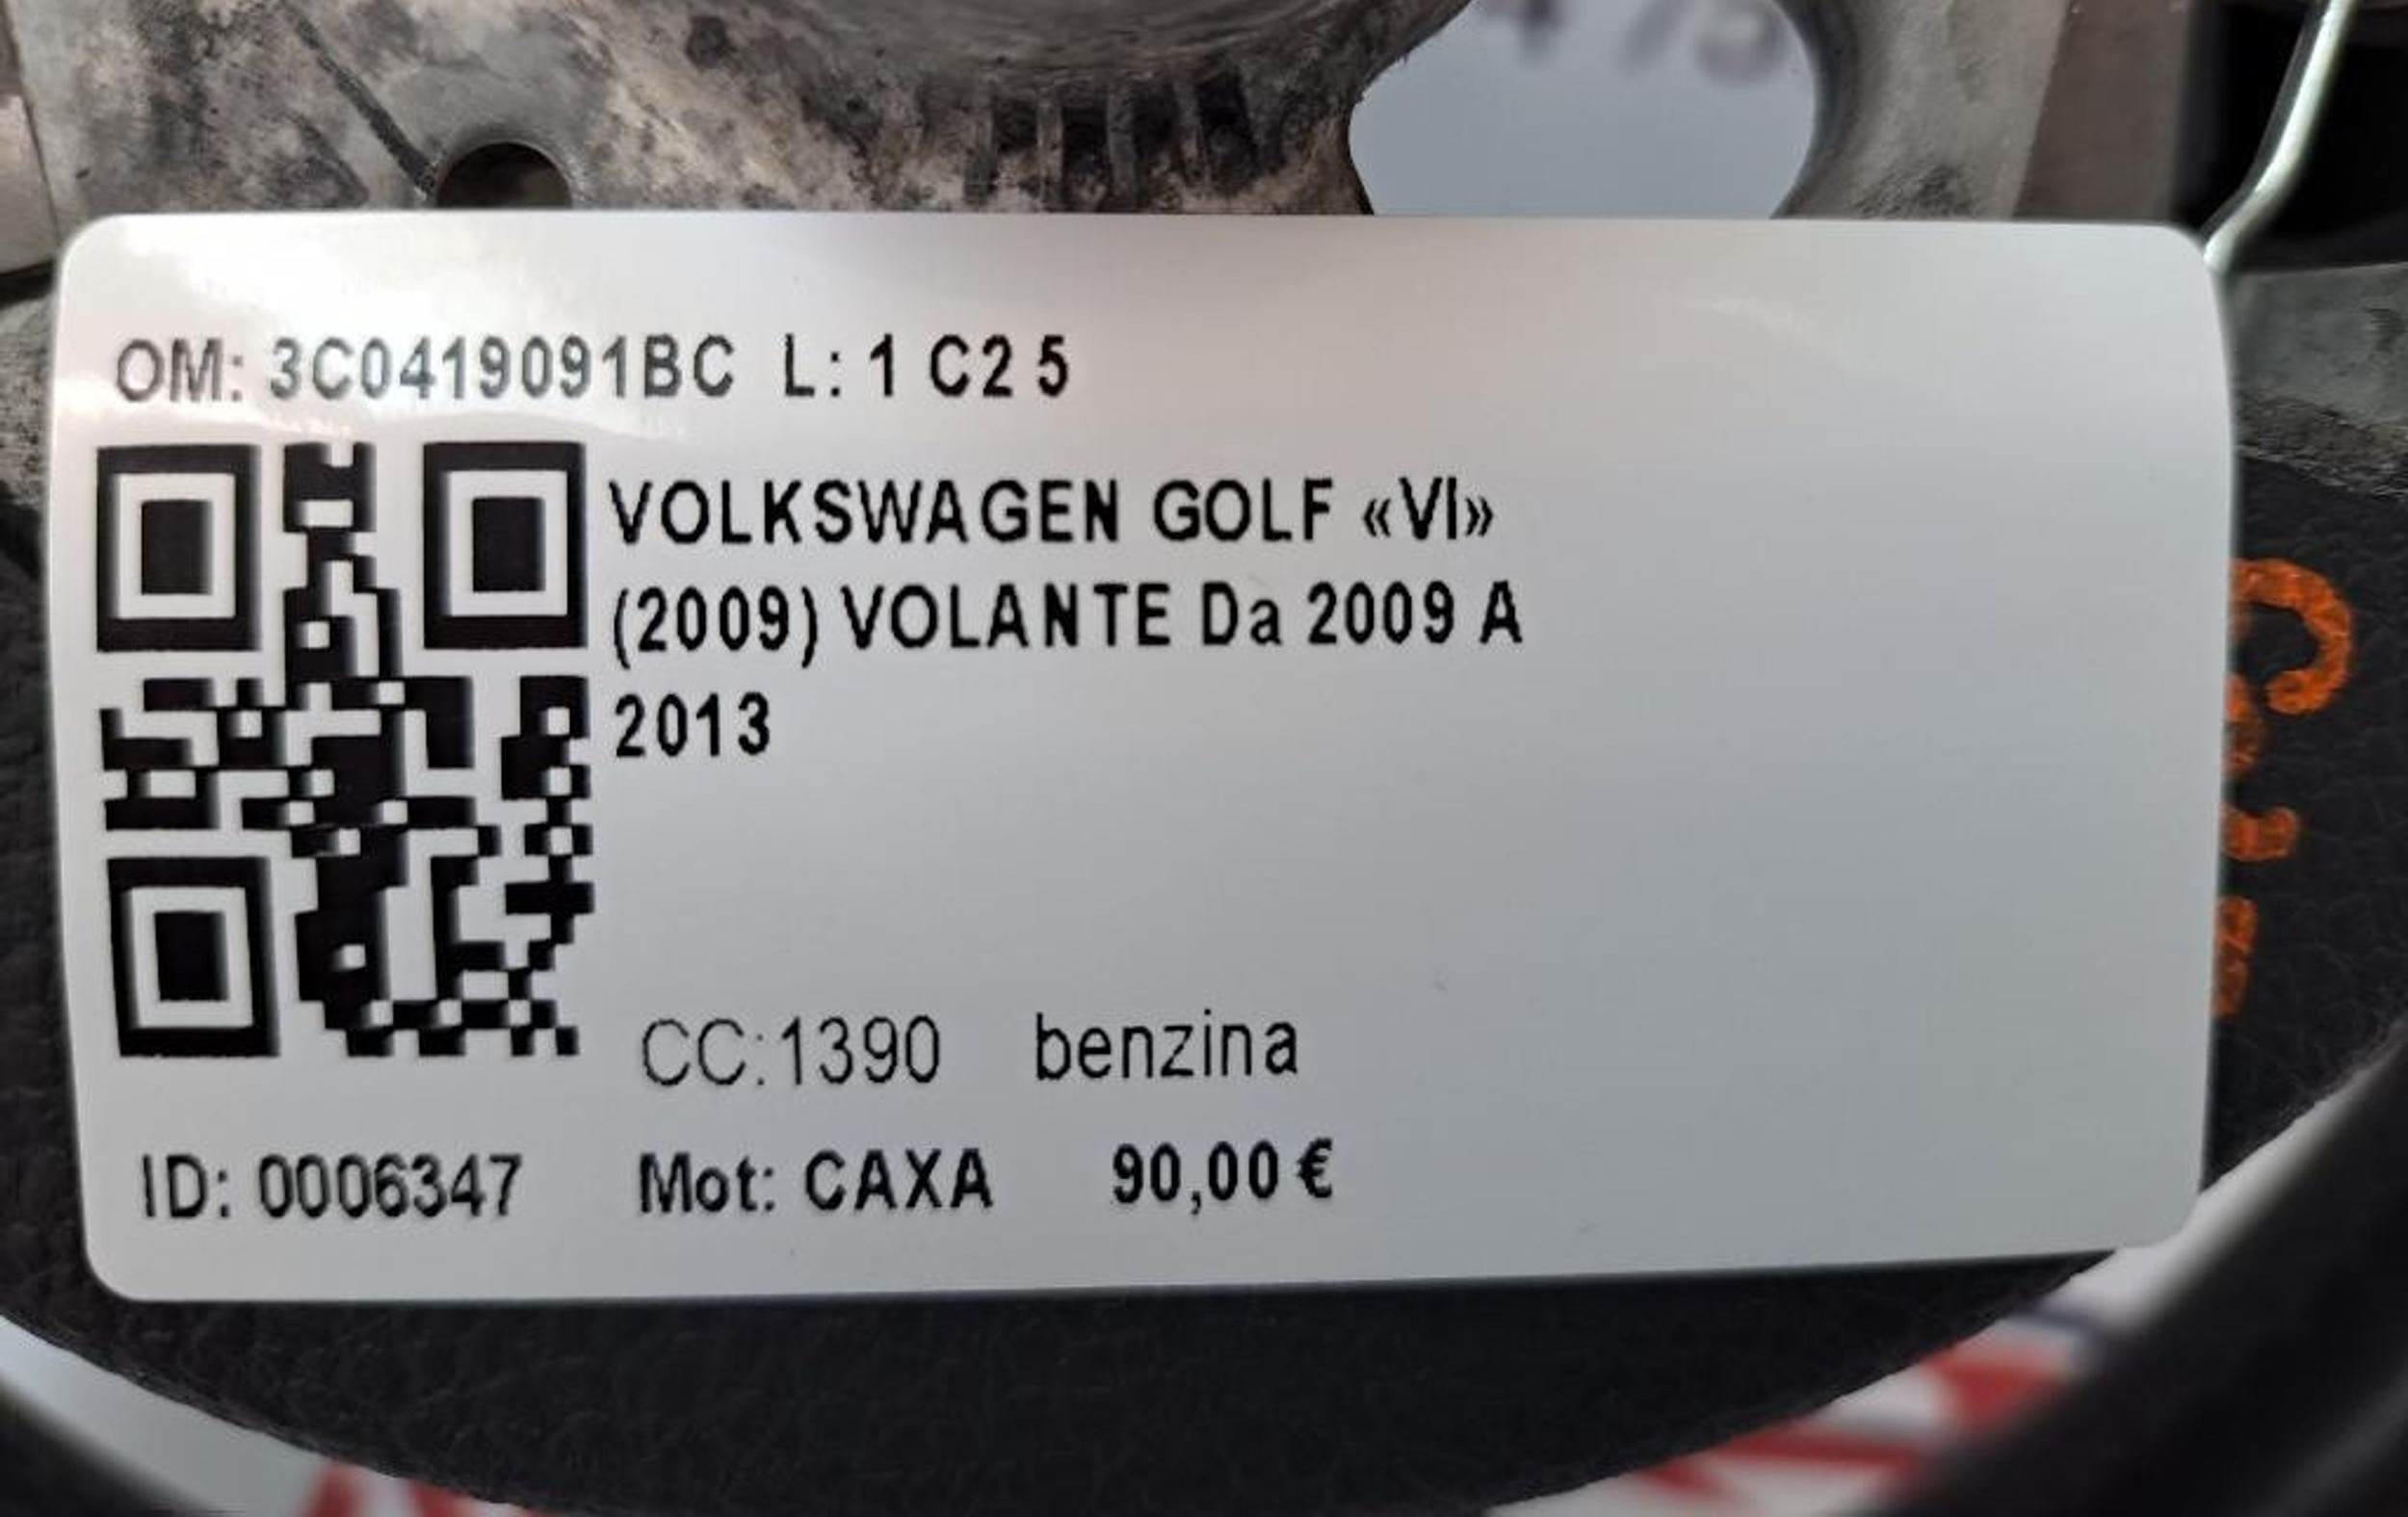 OM: 3C0419091BC L: 1 C2 5
VOLKSWAGEN GOLF «VI»
(2009) VOLANTE Da 2009 A
2013
CC:1390 benzina
ID: 0006347 Mot: CAXA 90,00 €